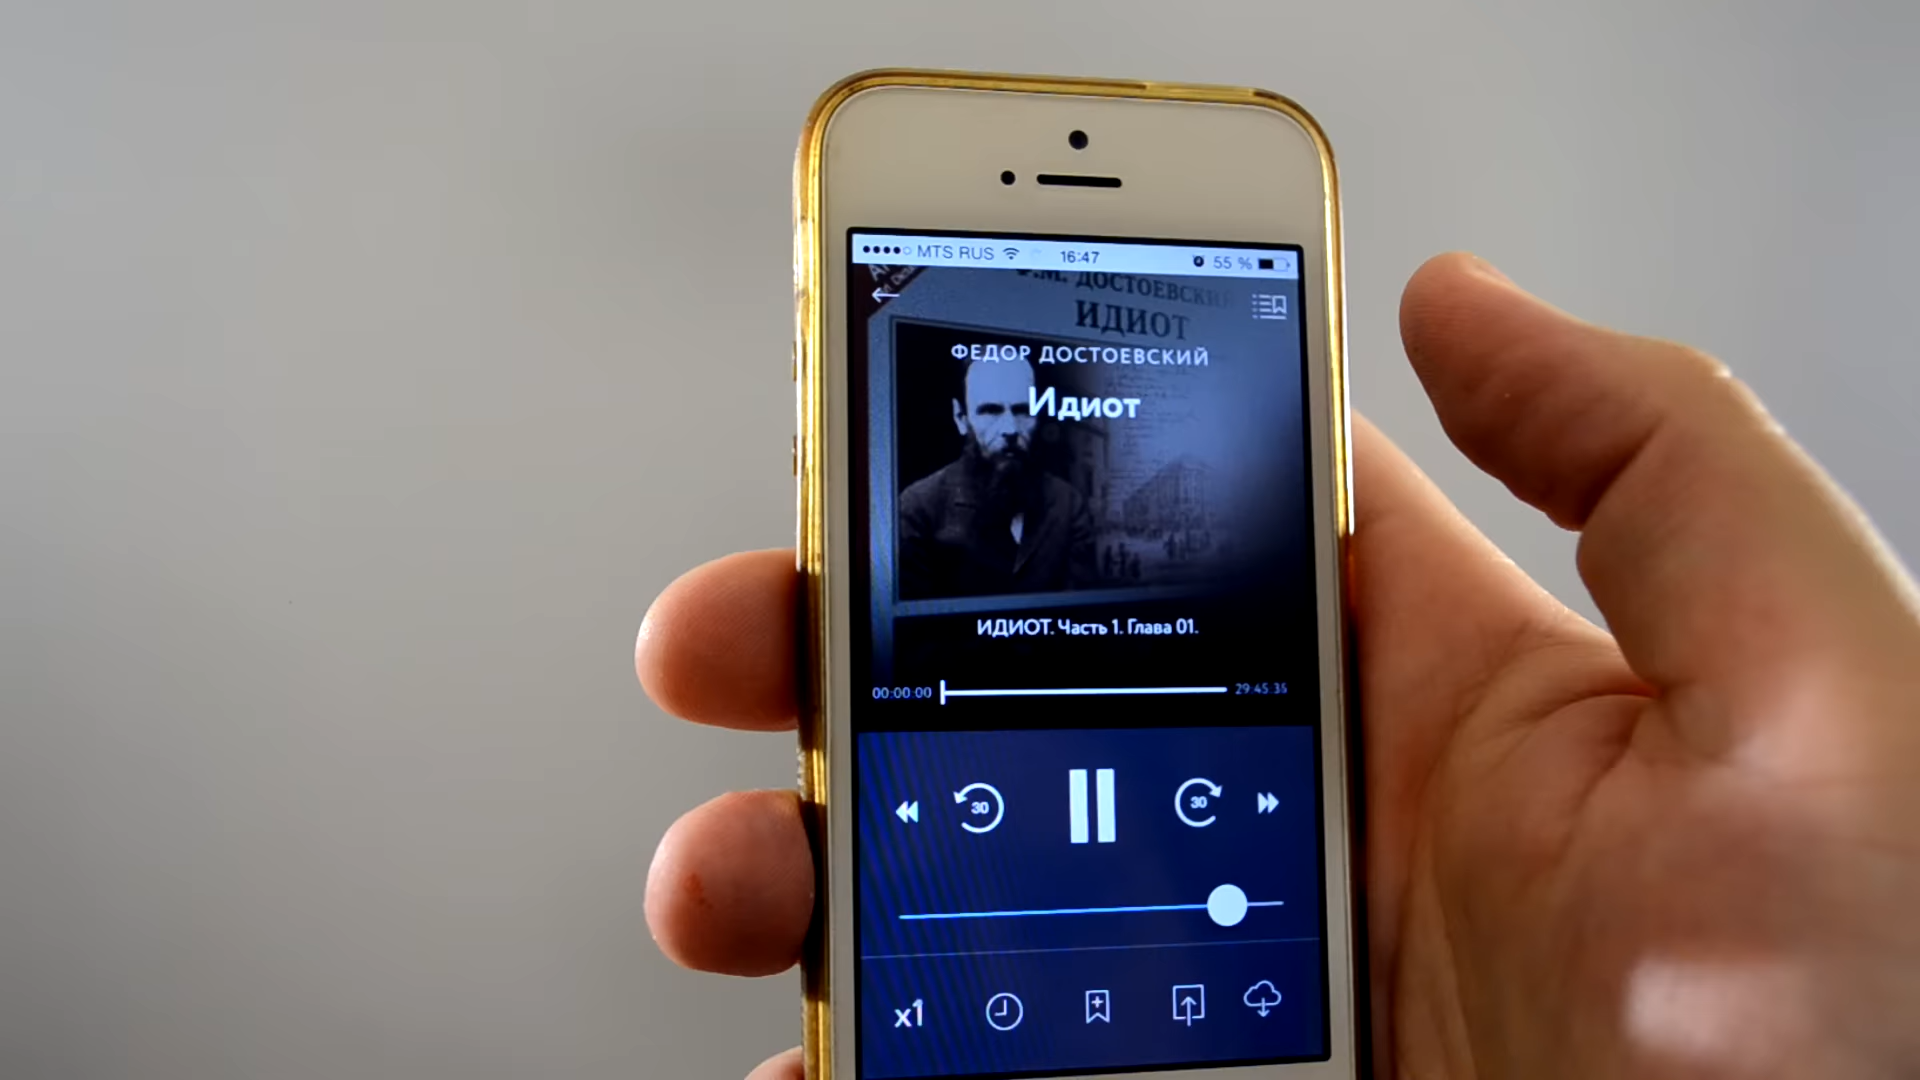 MTS RUS 16:47 55 %
ДОСТОЕВСКИЙ
ИДИОТ
ФЕДОР ДОСТОЕВСКИЙ
Идиот
ИДИОТ. Часть 1. Глава 01.
00:00:00 29:45:35
30 30
x1